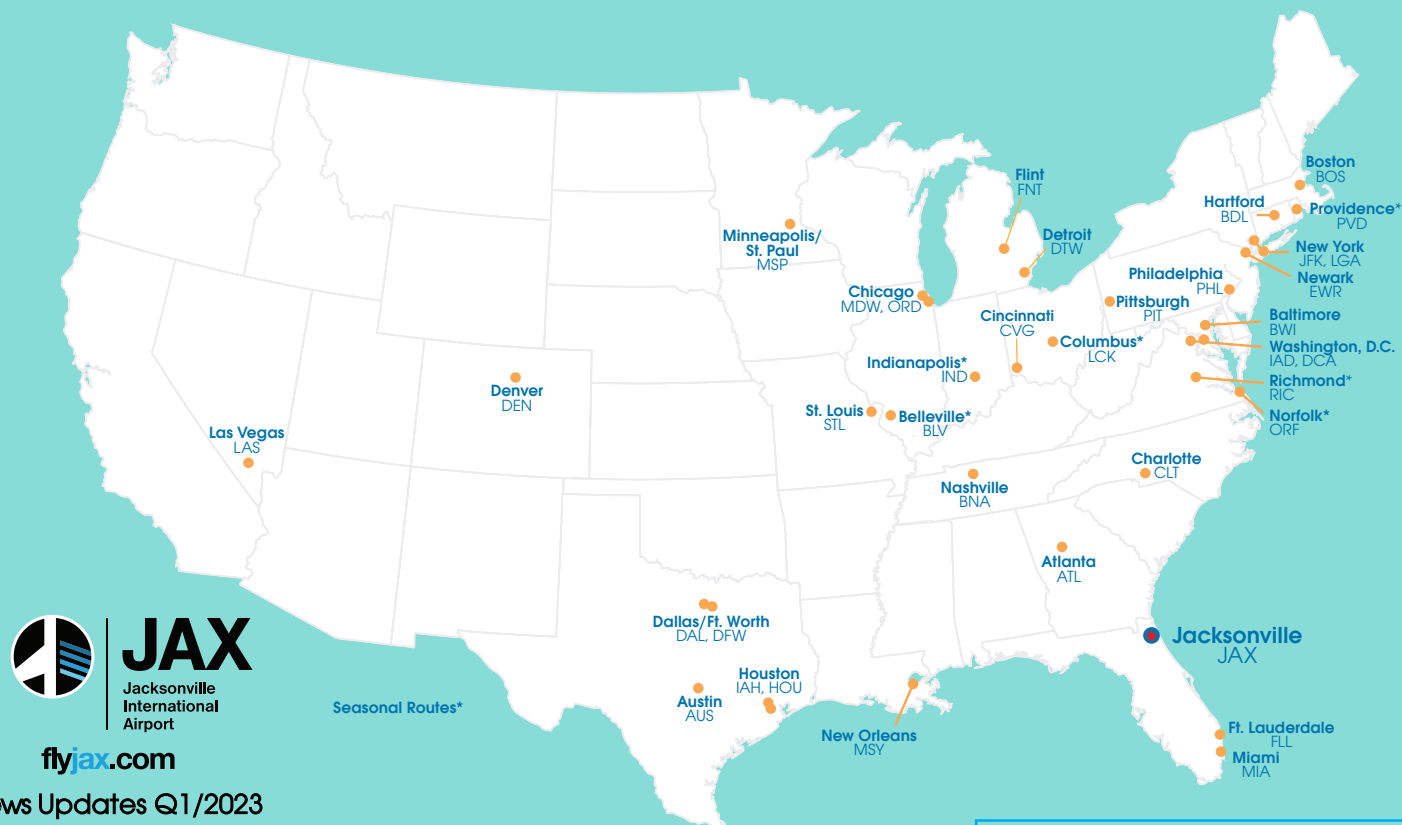 Boston
BOS
Flint
FNT
Hartford
BDL
Providence*
PVD
Minneapolis/
St. Paul
MSP
Detroit
DTW
New York
JFK, LGA
Newark
EWR
Philadelphia
PHL
Chicago
MDW, ORD
Pittsburgh
PIT
Cincinnati
CVG
Baltimore
BWI
Columbus*
LCK
Washington, D.C.
IAD, DCA
Indianapolis*
IND
Richmond*
RIC
Denver
DEN
St. Louis
STL
Belleville*
BLV
Norfolk*
ORF
Las Vegas
LAS
Charlotte
CLT
Nashville
BNA
Atlanta
ATL
Dallas/Ft. Worth
DAL, DFW
Jacksonville
JAX
Houston
IAH, HOU
Austin
AUS
New Orleans
MSY
Ft. Lauderdale
FLL
Miami
MIA
Seasonal Routes*
JAX
Jacksonville
International
Airport
flyjax.com
Updates Q1/2023